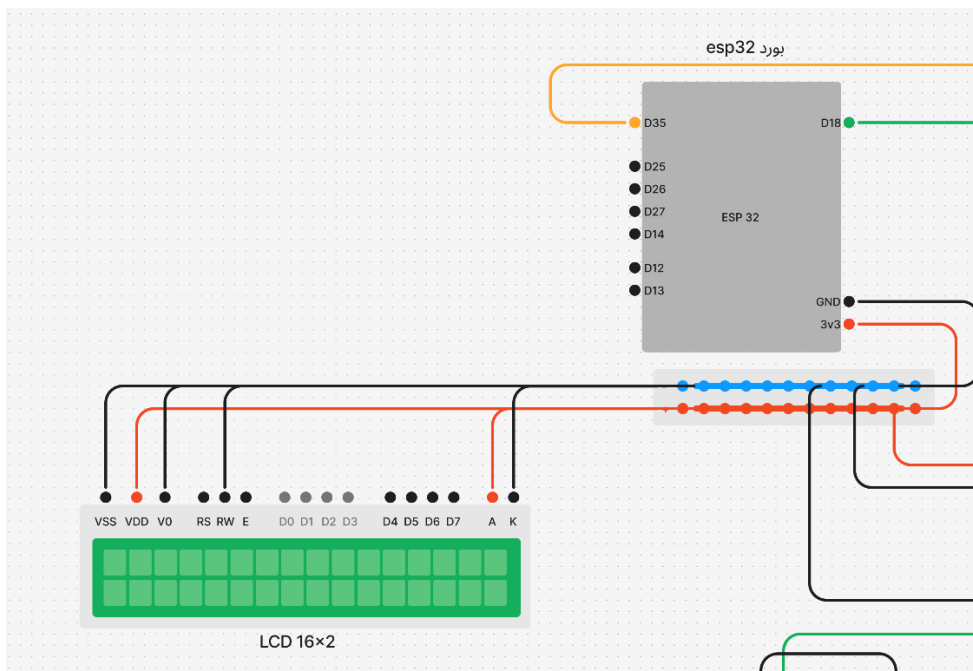 بورد esp32
D35
D18
D25
D26
D27
D14
ESP 32
D12
D13
GND
3v3
-
+
VSS VDD V0 RS RW E D0 D1 D2 D3 D4 D5 D6 D7 A K
LCD 16×2